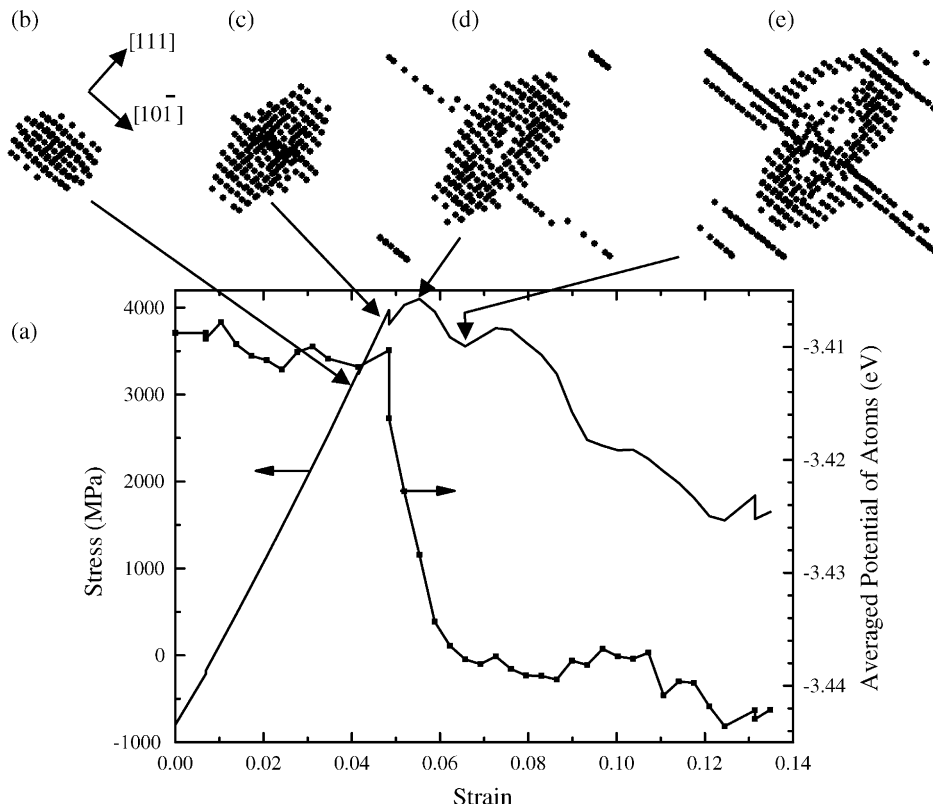 (b) (c) (d) (e)
[111]
[101̄]
(a)
4000
3000
2000
1000
0
-1000
Stress (MPa)
-3.41
-3.42
-3.43
-3.44
Averaged Potential of Atoms (eV)
0.00 0.02 0.04 0.06 0.08 0.10 0.12 0.14
Strain